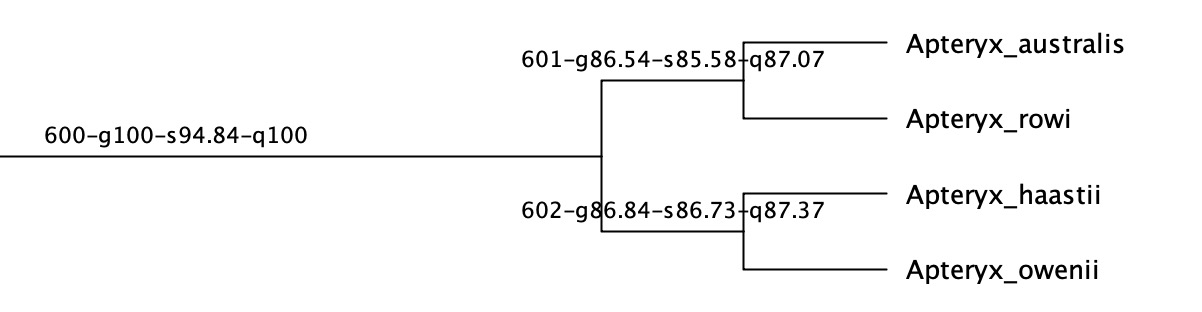 Apteryx_australis
601-g86.54-s85.58-q87.07
Apteryx_rowi
600-g100-s94.84-q100
Apteryx_haastii
602-g86.84-s86.73-q87.37
Apteryx_owenii